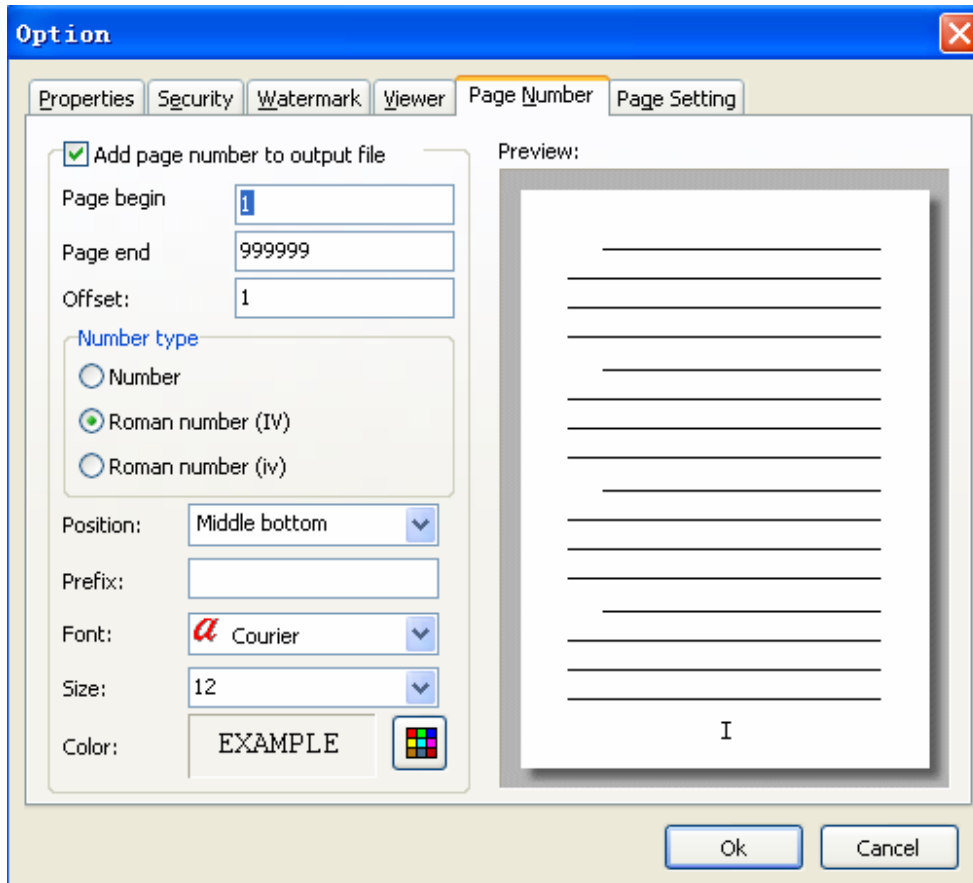 Option
Properties Security Watermark Viewer Page Number Page Setting
Add page number to output file
Preview:
Page begin 1
Page end 999999
Offset: 1
Number type
Number
Roman number (IV)
Roman number (iv)
Position: Middle bottom
Prefix:
Font: a Courier
Size: 12
Color: EXAMPLE
I
Ok Cancel